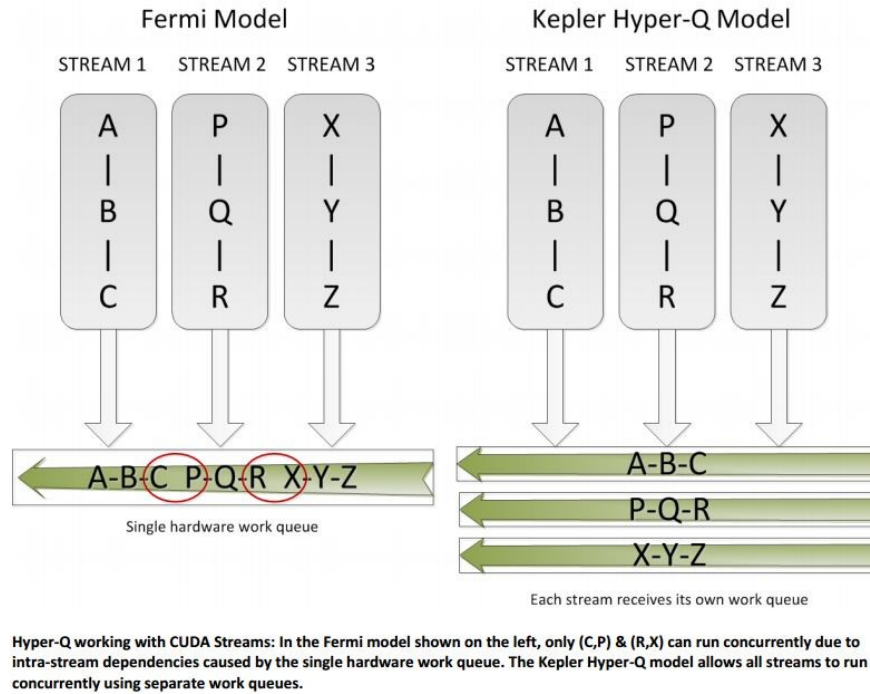 Fermi Model
STREAM 1 STREAM 2 STREAM 3
A P X
| | |
B Q Y
| | |
C R Z
A-B-C P-Q-R X-Y-Z
Single hardware work queue
Kepler Hyper-Q Model
STREAM 1 STREAM 2 STREAM 3
A P X
| | |
B Q Y
| | |
C R Z
A-B-C
P-Q-R
X-Y-Z
Each stream receives its own work queue
Hyper-Q working with CUDA Streams: In the Fermi model shown on the left, only (C,P) & (R,X) can run concurrently due to
intra-stream dependencies caused by the single hardware work queue. The Kepler Hyper-Q model allows all streams to run
concurrently using separate work queues.